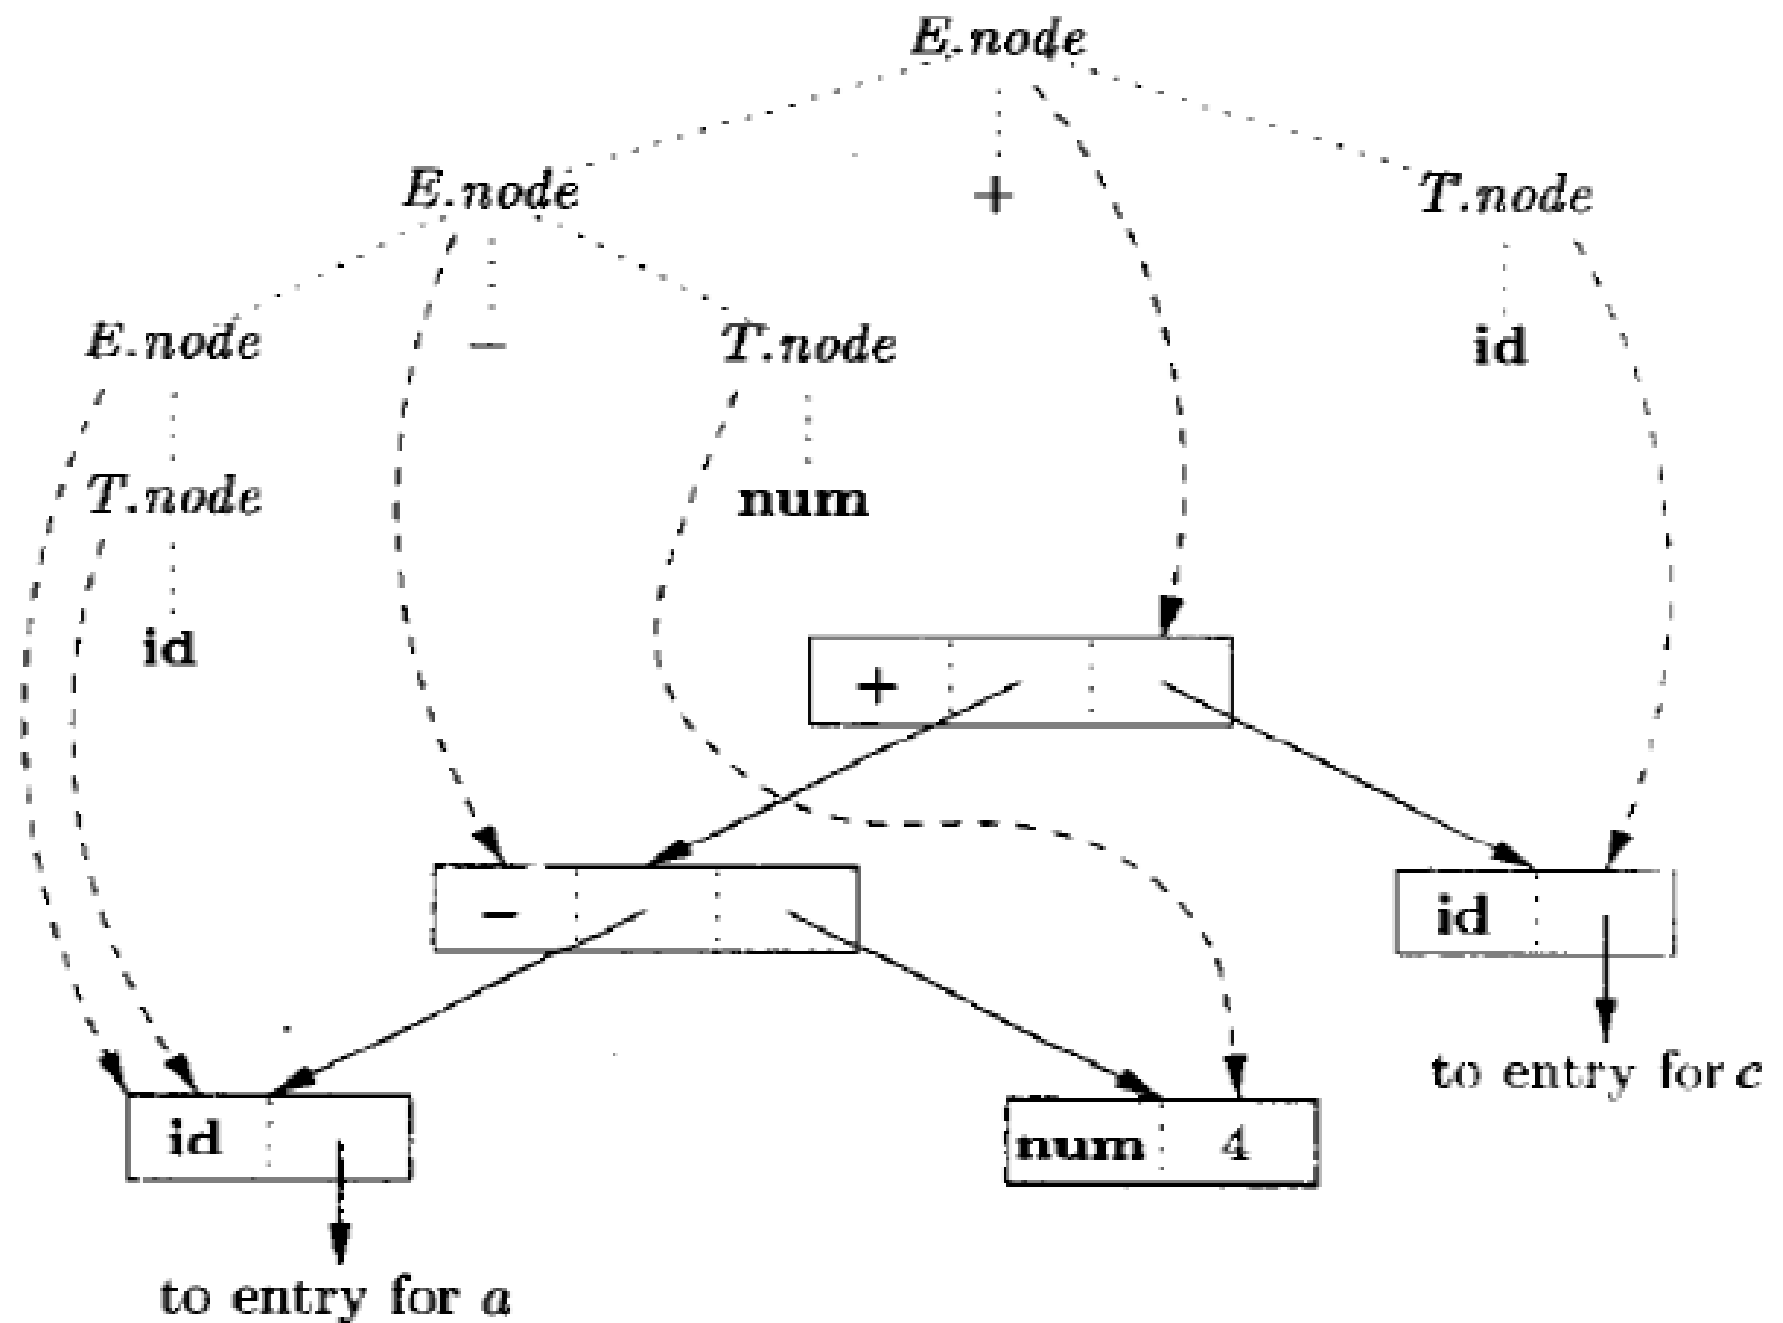 E.node
E.node + T.node
E.node − T.node id
T.node num
id
+
− id
to entry for c
id num 4
to entry for a